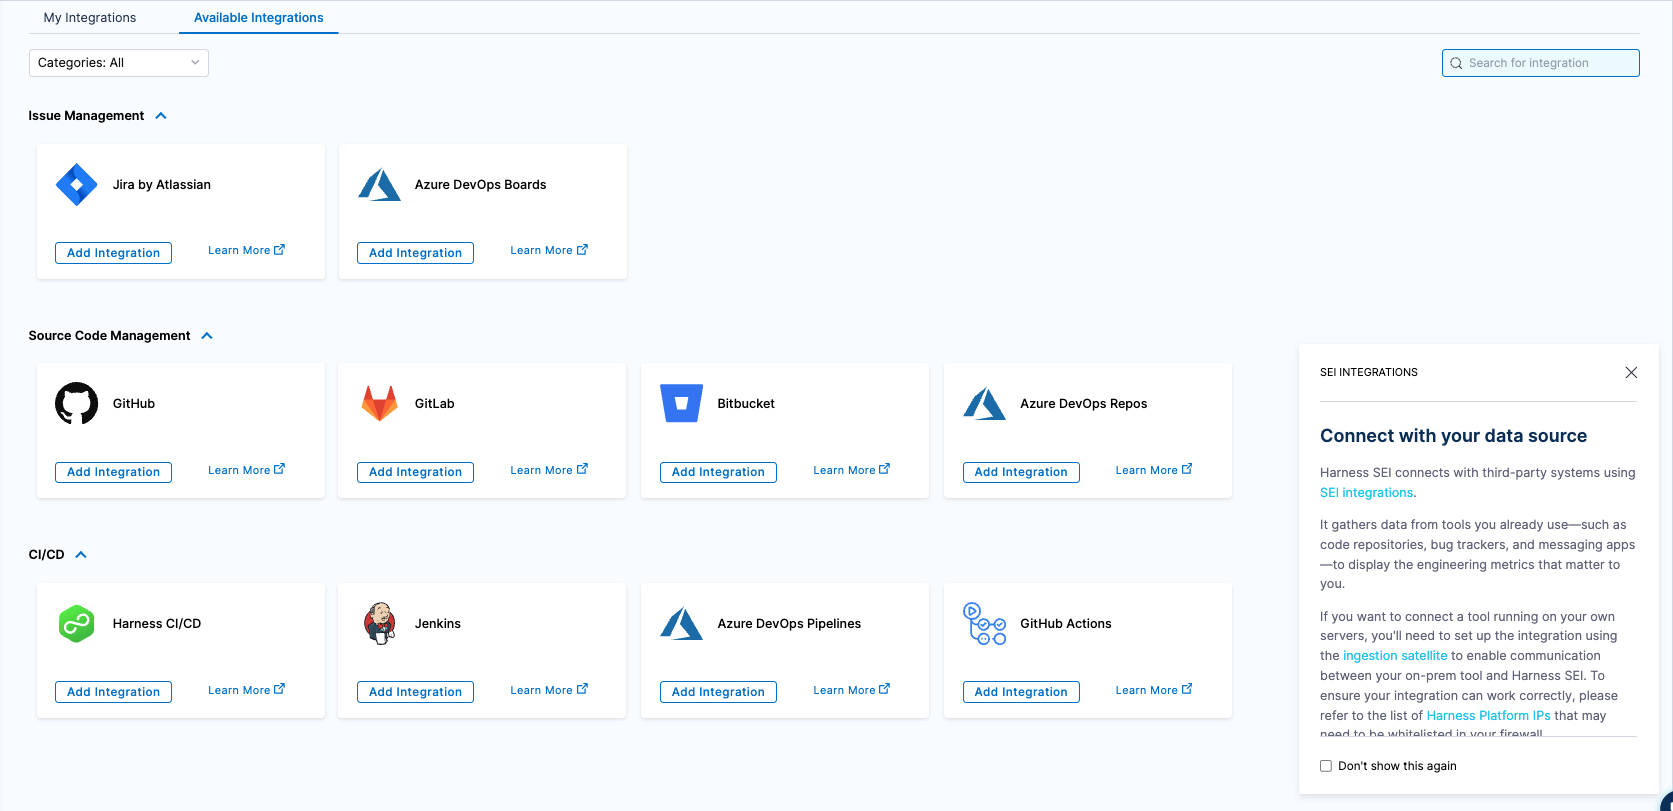 My Integrations
Available Integrations
Categories: All
Search for integration
Issue Management
Jira by Atlassian
Azure DevOps Boards
Add Integration
Learn More
Add Integration
Learn More
Source Code Management
GitHub
GitLab
Bitbucket
Azure DevOps Repos
Add Integration
Learn More
Add Integration
Learn More
Add Integration
Learn More
Add Integration
Learn More
CI/CD
Harness CI/CD
Jenkins
Azure DevOps Pipelines
GitHub Actions
Add Integration
Learn More
Add Integration
Learn More
Add Integration
Learn More
Add Integration
Learn More
SEI INTEGRATIONS
Connect with your data source
Harness SEI connects with third-party systems using
SEI integrations.
It gathers data from tools you already use—such as
code repositories, bug trackers, and messaging apps
—to display the engineering metrics that matter to
you.
If you want to connect a tool running on your own
servers, you'll need to set up the integration using
the ingestion satellite to enable communication
between your on-prem tool and Harness SEI. To
ensure your integration can work correctly, please
refer to the list of Harness Platform IPs that may
need to be whitelisted in your firewall
Don't show this again